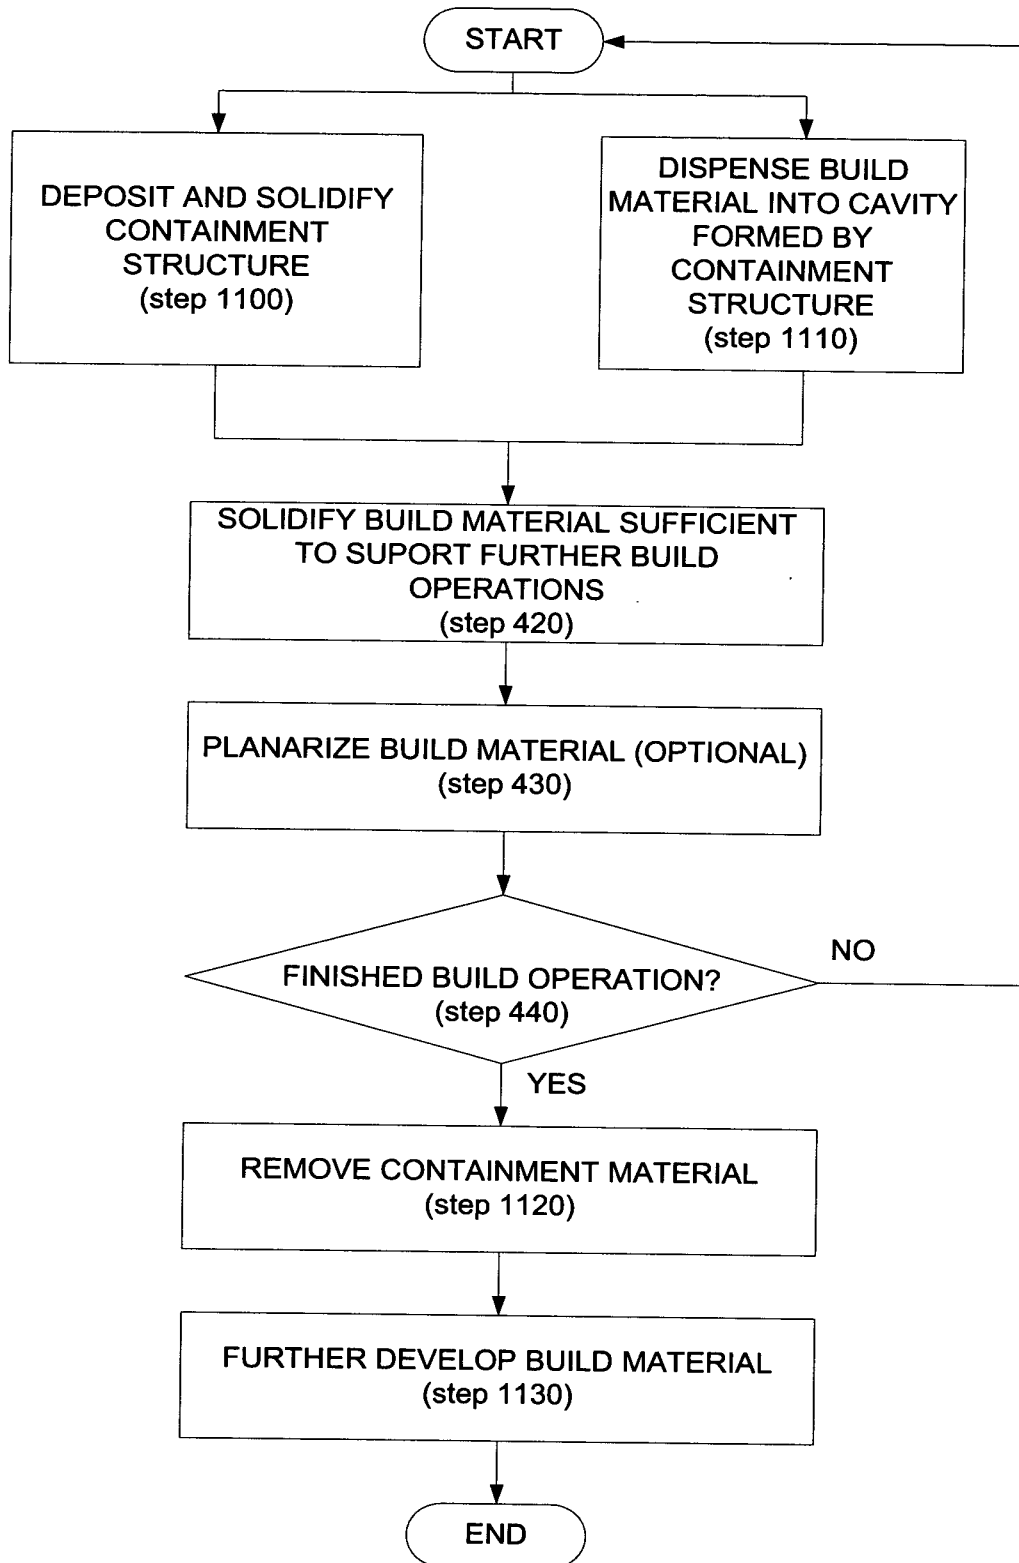 START
DEPOSIT AND SOLIDIFY
CONTAINMENT
STRUCTURE
(step 1100)
DISPENSE BUILD
MATERIAL INTO CAVITY
FORMED BY
CONTAINMENT
STRUCTURE
(step 1110)
SOLIDIFY BUILD MATERIAL SUFFICIENT
TO SUPORT FURTHER BUILD
OPERATIONS
(step 420)
PLANARIZE BUILD MATERIAL (OPTIONAL)
(step 430)
FINISHED BUILD OPERATION?
(step 440)
NO
YES
REMOVE CONTAINMENT MATERIAL
(step 1120)
FURTHER DEVELOP BUILD MATERIAL
(step 1130)
END